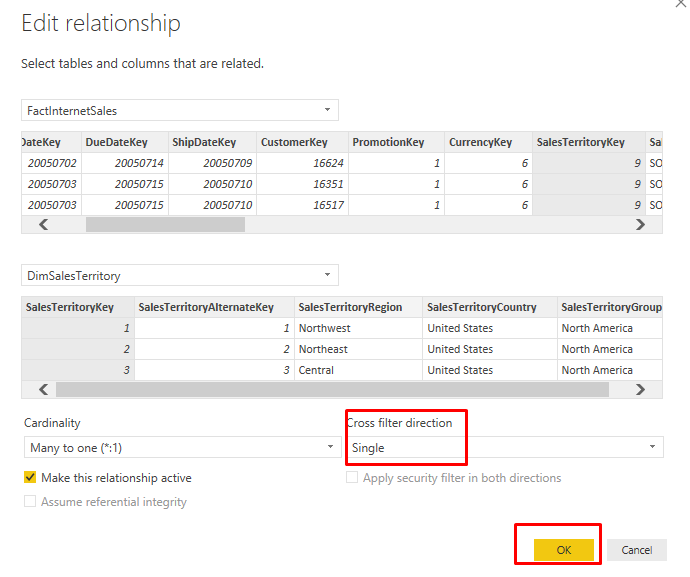 Edit relationship
Select tables and columns that are related.
FactInternetSales
DateKey DueDateKey ShipDateKey CustomerKey PromotionKey CurrencyKey SalesTerritoryKey Sal
20050702 20050714 20050709 16624 1 6 9 SO
20050703 20050715 20050710 16351 1 6 9 SO
20050703 20050715 20050710 16517 1 6 9 SO
DimSalesTerritory
SalesTerritoryKey SalesTerritoryAlternateKey SalesTerritoryRegion SalesTerritoryCountry SalesTerritoryGroup
1 1 Northwest United States North America
2 2 Northeast United States North America
3 3 Central United States North America
Cardinality Cross filter direction
Many to one (*:1) Single
Make this relationship active Apply security filter in both directions
Assume referential integrity
OK Cancel